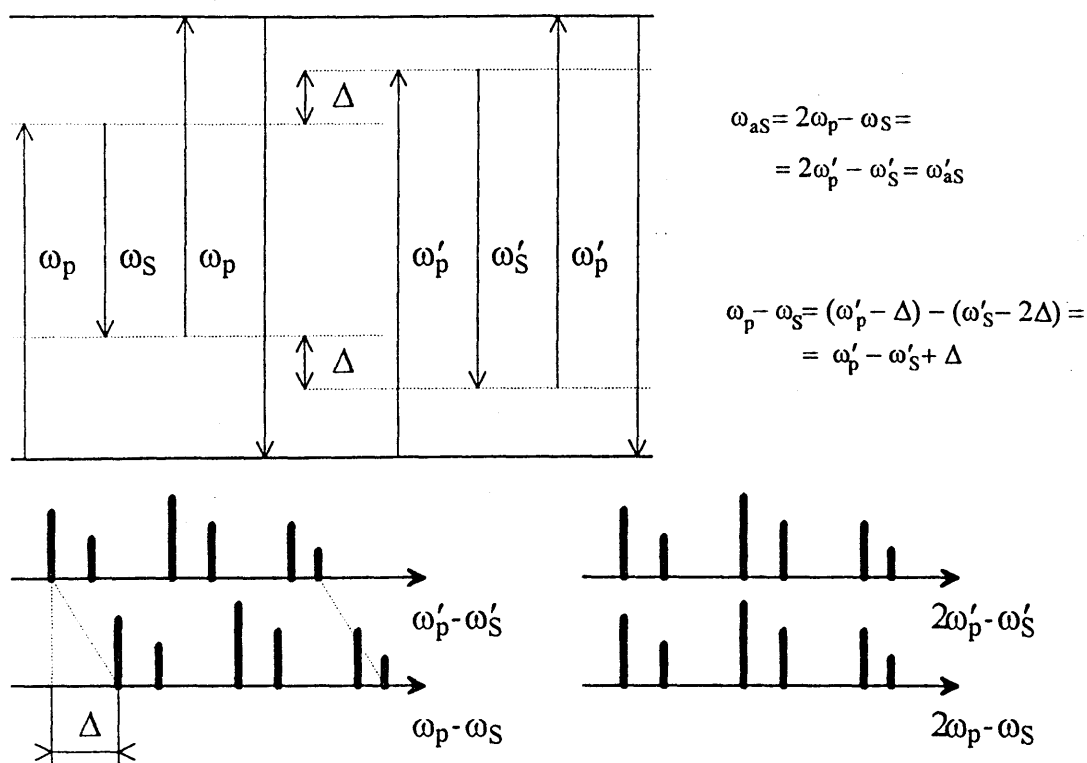 Δ
ω_aS = 2ω_p − ω_S =
= 2ω′_p − ω′_S = ω′_aS
ω_p ω_S ω_p ω′_p ω′_S ω′_p
ω_p − ω_S = (ω′_p − Δ) − (ω′_S − 2Δ) =
= ω′_p − ω′_S + Δ
Δ
ω′_p-ω′_S
2ω′_p-ω′_S
Δ
ω_p-ω_S
2ω_p-ω_S